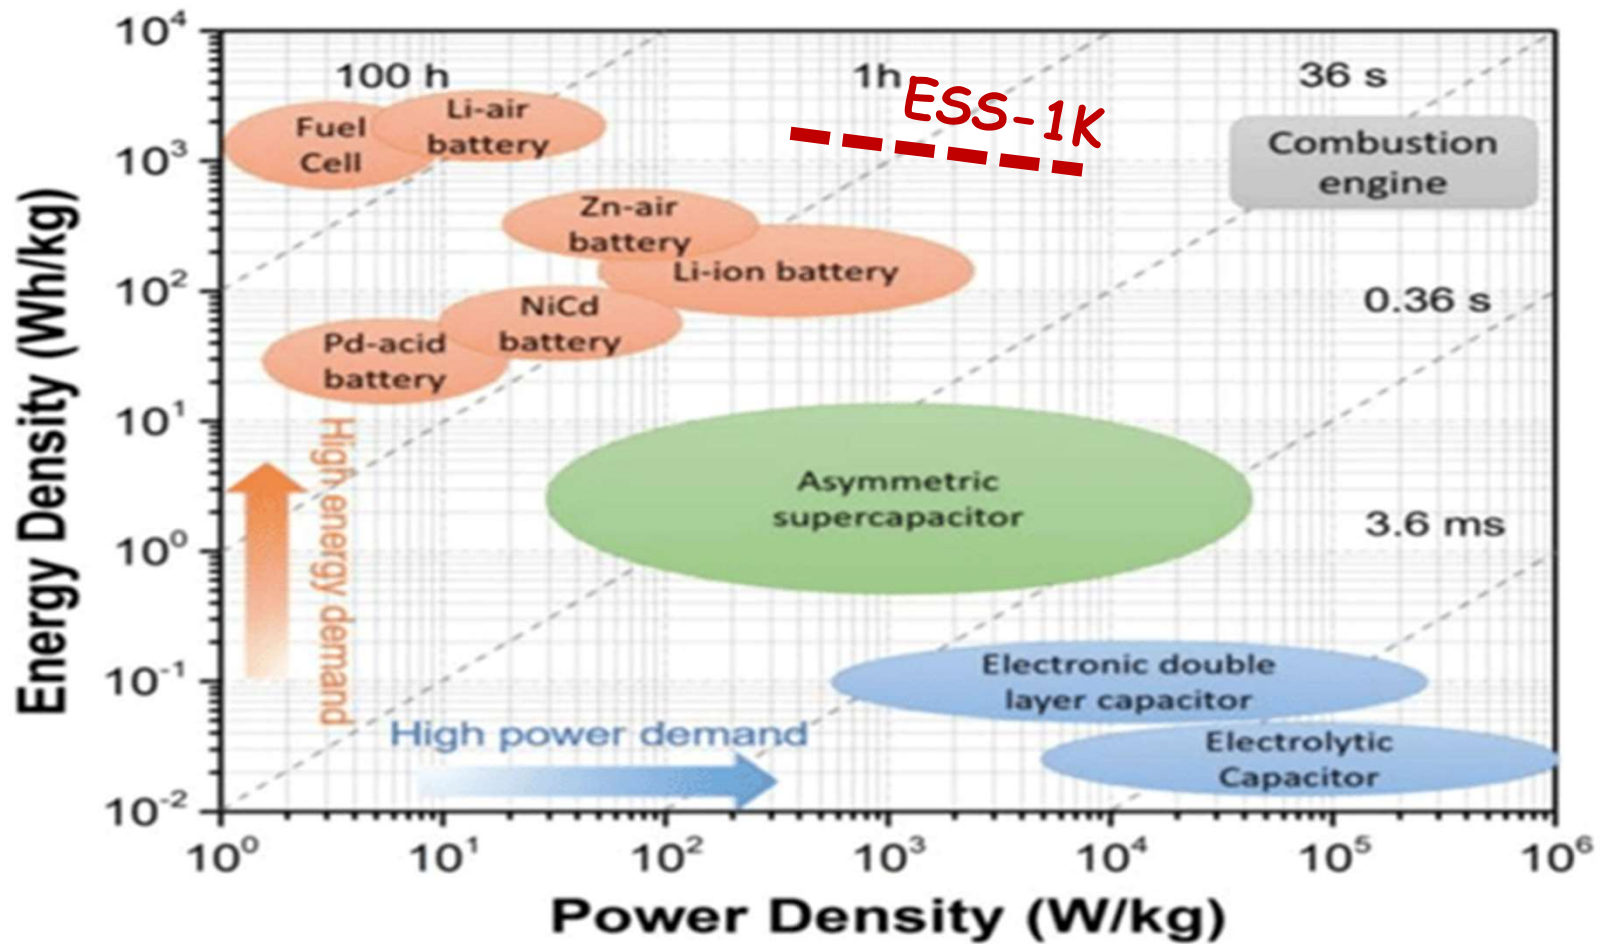 10⁴
10³
10²
10¹
10⁰
10⁻¹
10⁻²
Energy Density (Wh/kg)
100 h
1h
36 s
0.36 s
3.6 ms
ESS-1K
Fuel
Cell
Li-air
battery
Combustion
engine
Zn-air
battery
Li-ion battery
NiCd
battery
Pd-acid
battery
High energy demand
Asymmetric
supercapacitor
Electronic double
layer capacitor
High power demand
Electrolytic
Capacitor
10⁰ 10¹ 10² 10³ 10⁴ 10⁵ 10⁶
Power Density (W/kg)